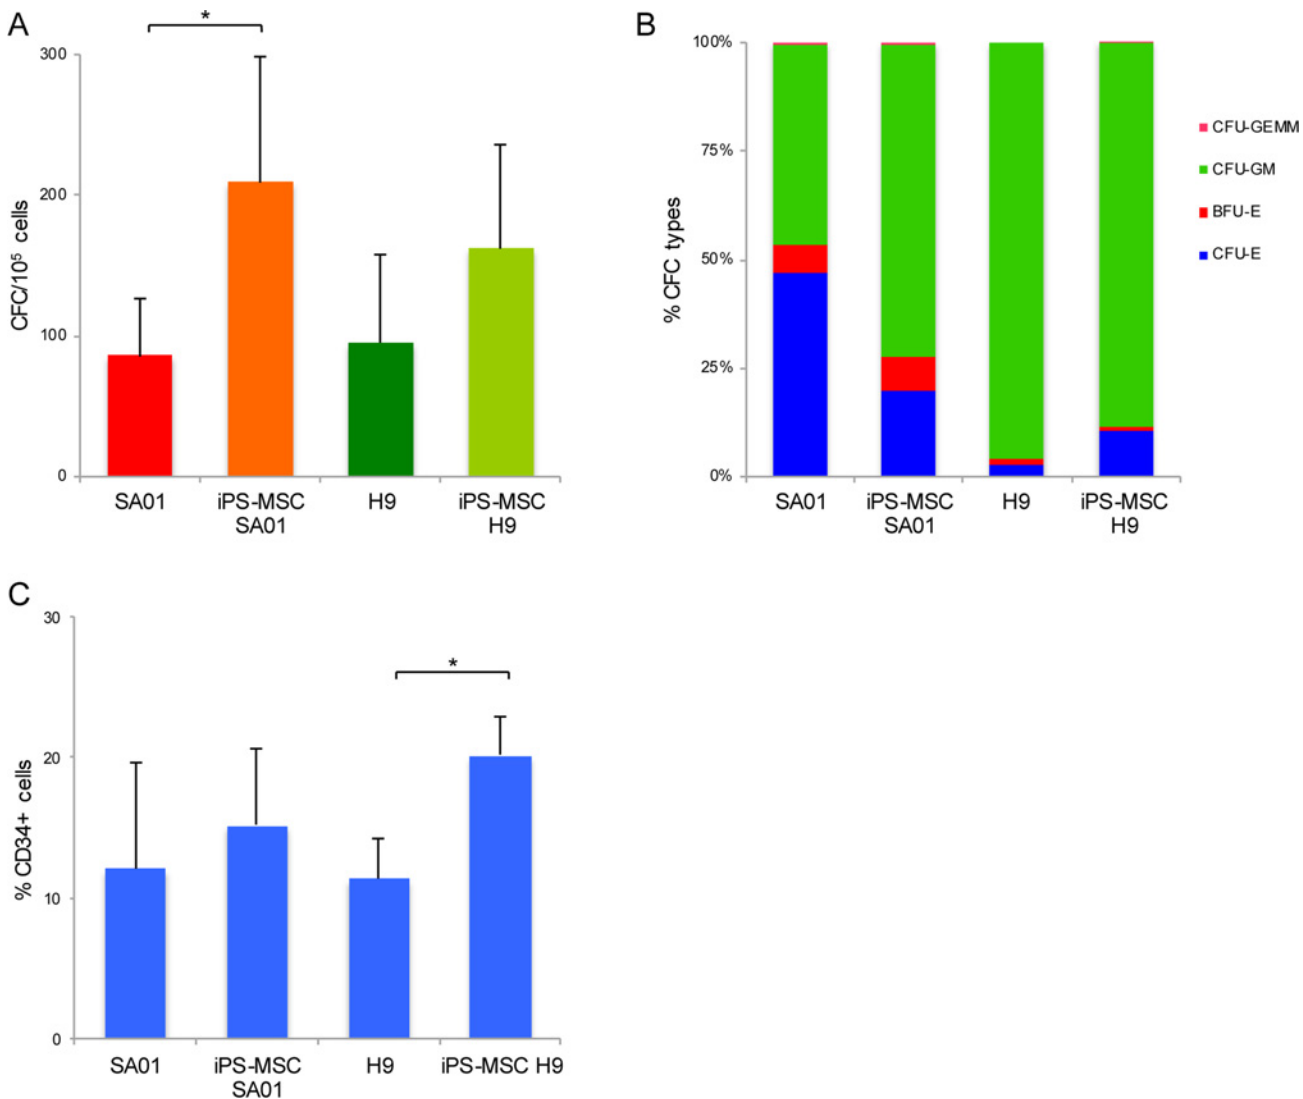 A
*
300
200
100
0
CFC/10⁵ cells
SA01
iPS-MSC
SA01
H9
iPS-MSC
H9
B
100%
75%
50%
25%
0%
% CFC types
SA01
iPS-MSC
SA01
H9
iPS-MSC
H9
CFU-GEMM
CFU-GM
BFU-E
CFU-E
C
*
30
20
10
0
% CD34+ cells
SA01
iPS-MSC
SA01
H9
iPS-MSC H9